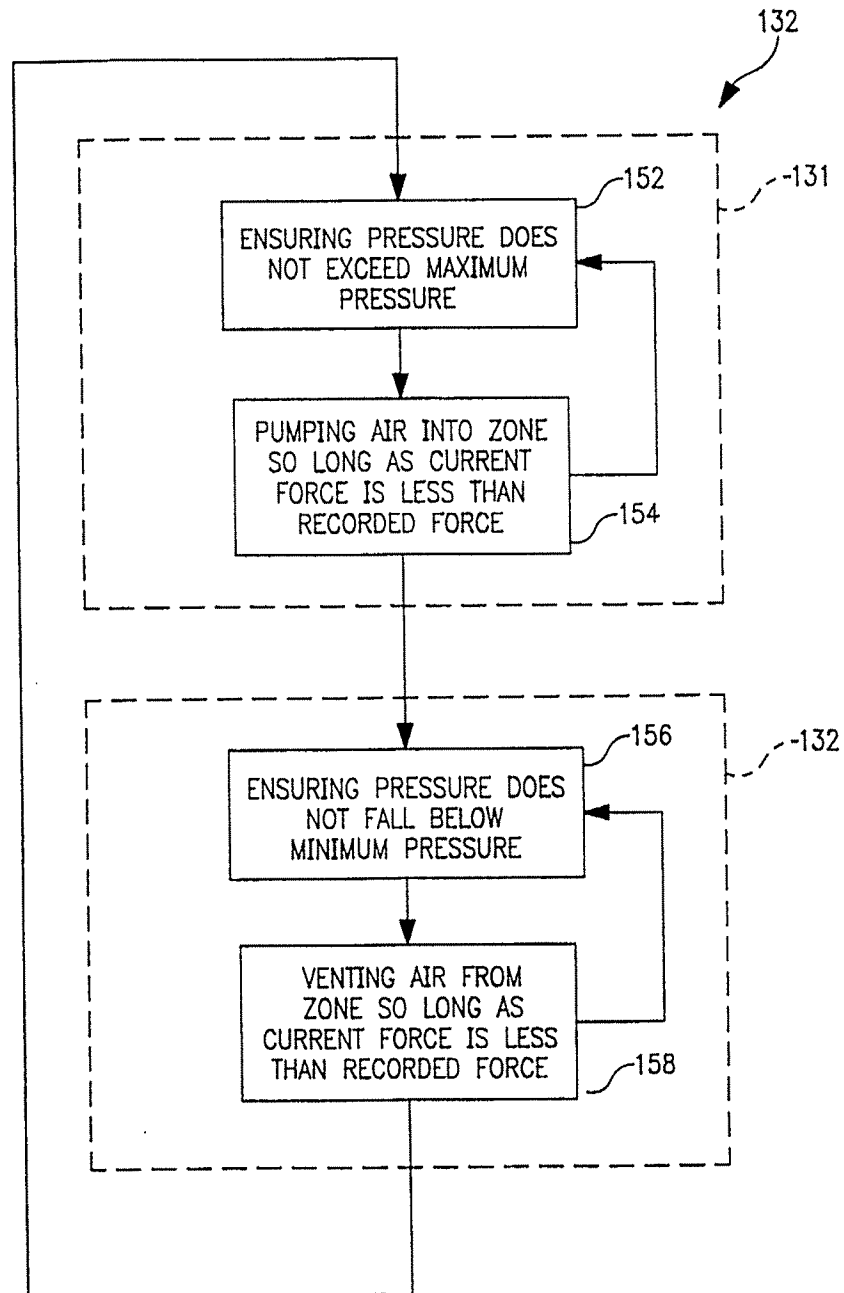 132
131
152
ENSURING PRESSURE DOES
NOT EXCEED MAXIMUM
PRESSURE
PUMPING AIR INTO ZONE
SO LONG AS CURRENT
FORCE IS LESS THAN
RECORDED FORCE
154
156
132
ENSURING PRESSURE DOES
NOT FALL BELOW
MINIMUM PRESSURE
VENTING AIR FROM
ZONE SO LONG AS
CURRENT FORCE IS LESS
THAN RECORDED FORCE
158